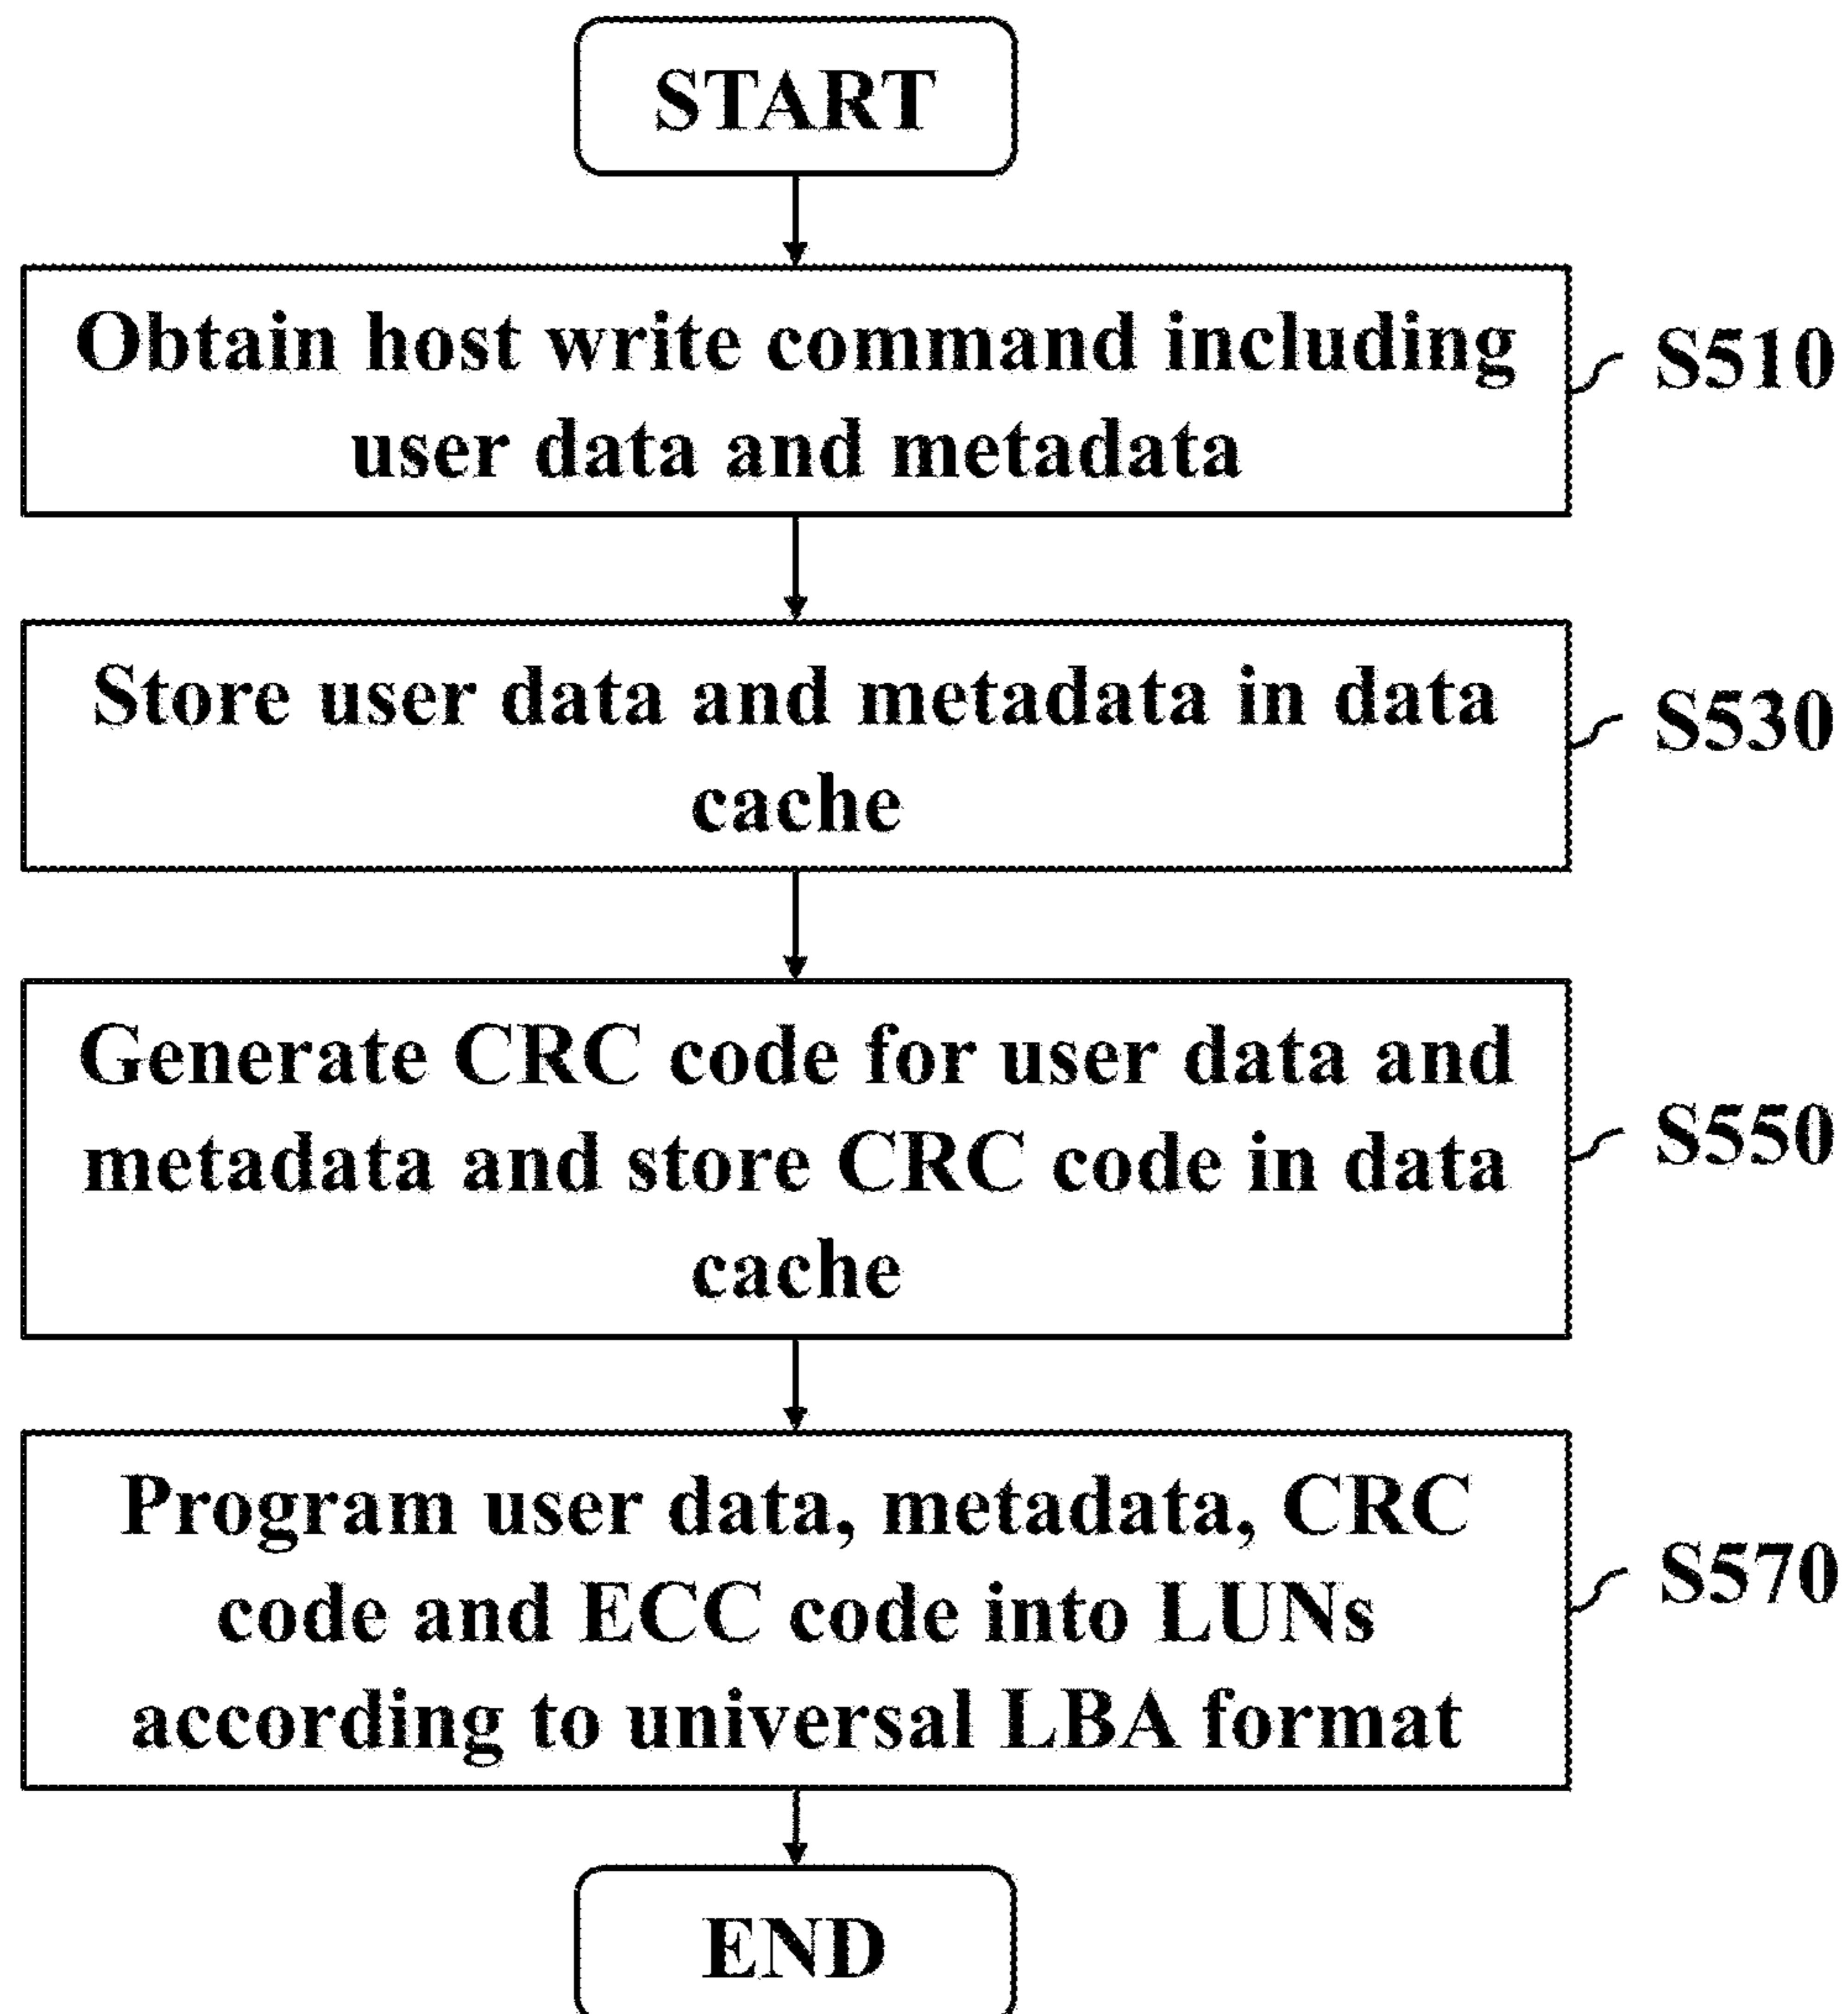 START
Obtain host write command including
user data and metadata
S510
Store user data and metadata in data
cache
S530
Generate CRC code for user data and
metadata and store CRC code in data
cache
S550
Program user data, metadata, CRC
code and ECC code into LUNs
according to universal LBA format
S570
END